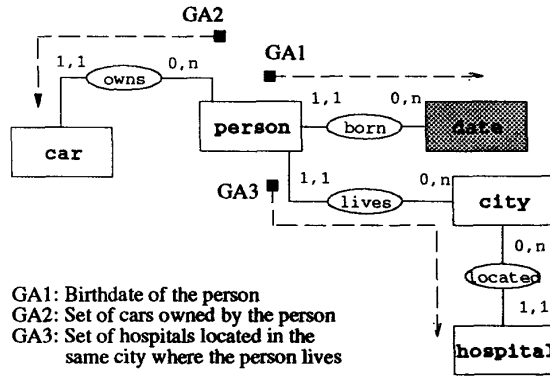 GA2
1,1
0,n
owns
GA1
car
person
1,1
0,n
born
date
GA3
1,1
0,n
lives
city
0,n
located
1,1
hospital
GA1: Birthdate of the person
GA2: Set of cars owned by the person
GA3: Set of hospitals located in the
same city where the person lives